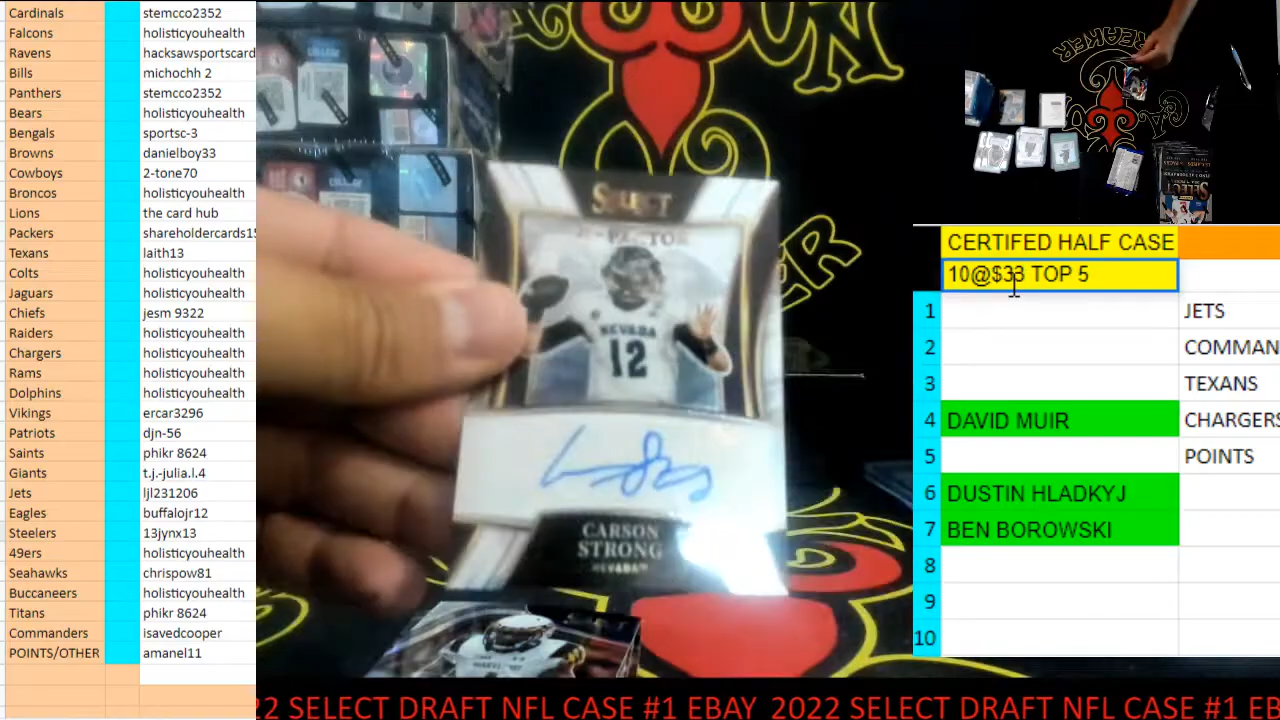 Cardinals stemcco2352
Falcons holisticyouhealth
Ravens hacksawsportscard
Bills michochh 2
Panthers stemcco2352
Bears holisticyouhealth
Bengals sportsc-3
Browns danielboy33
Cowboys 2-tone70
Broncos holisticyouhealth
Lions the card hub
Packers shareholdercards15
Texans laith13
Colts holisticyouhealth
Jaguars holisticyouhealth
Chiefs jesm 9322
Raiders holisticyouhealth
Chargers holisticyouhealth
Rams holisticyouhealth
Dolphins holisticyouhealth
Vikings ercar3296
Patriots djn-56
Saints phikr 8624
Giants t.j.-julia.l.4
Jets ljl231206
Eagles buffalojr12
Steelers 13jynx13
49ers holisticyouhealth
Seahawks chrispow81
Buccaneers holisticyouhealth
Titans phikr 8624
Commanders isavedcooper
POINTS/OTHER amanel11
SELECT
NEVADA
12
CARSON
STRONG
NEVADA
BREAKER
SELECT
CERTIFED HALF CASE
10@$33 TOP 5
1 JETS
2 COMMAN
3 TEXANS
4 DAVID MUIR CHARGERS
5 POINTS
6 DUSTIN HLADKYJ
7 BEN BOROWSKI
8
9
10
22 SELECT DRAFT NFL CASE #1 EBAY 2022 SELECT DRAFT NFL CASE #1 EB